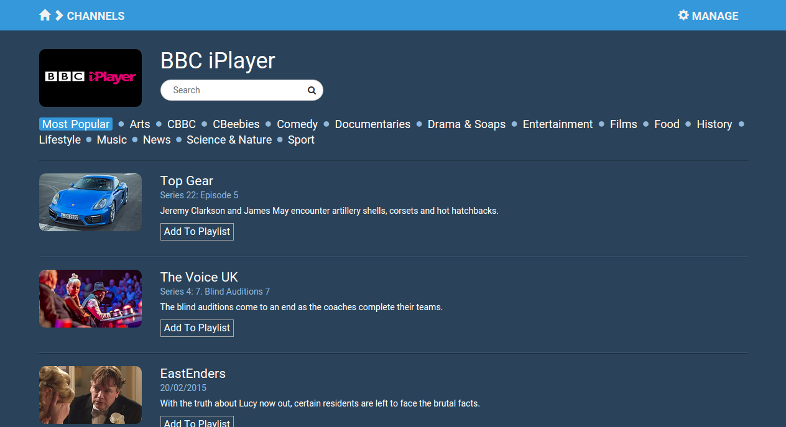 CHANNELS
MANAGE
BBC iPlayer
BBC iPlayer
Search
Most Popular • Arts • CBBC • CBeebies • Comedy • Documentaries • Drama & Soaps • Entertainment • Films • Food • History •
Lifestyle • Music • News • Science & Nature • Sport
Top Gear
Series 22: Episode 5
Jeremy Clarkson and James May encounter artillery shells, corsets and hot hatchbacks.
Add To Playlist
The Voice UK
Series 4: 7. Blind Auditions 7
The blind auditions come to an end as the coaches complete their teams.
Add To Playlist
EastEnders
20/02/2015
With the truth about Lucy now out, certain residents are left to face the brutal facts.
Add To Playlist